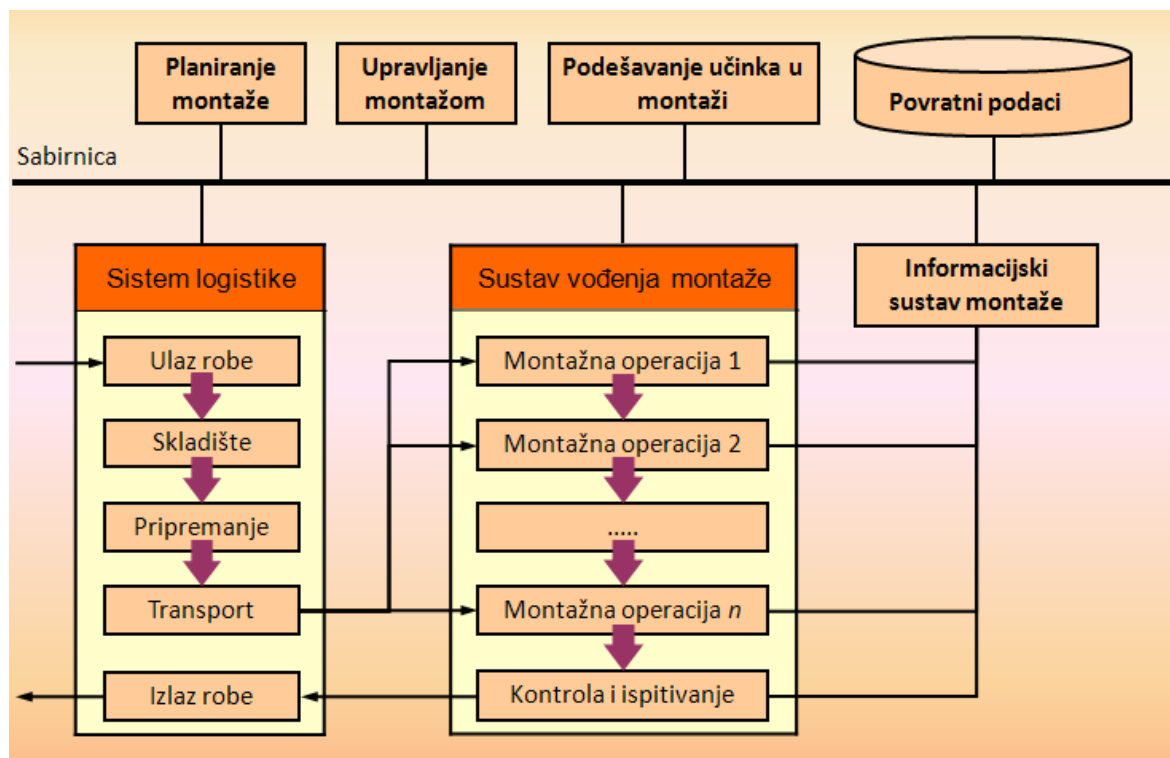 Planiranje
montaže
Upravljanje
montažom
Podešavanje učinka u
montaži
Povratni podaci
Sabirnica
Sistem logistike
Ulaz robe
Skladište
Pripremanje
Transport
Izlaz robe
Sustav vođenja montaže
Montažna operacija 1
Montažna operacija 2
.....
Montažna operacija n
Kontrola i ispitivanje
Informacijski
sustav montaže